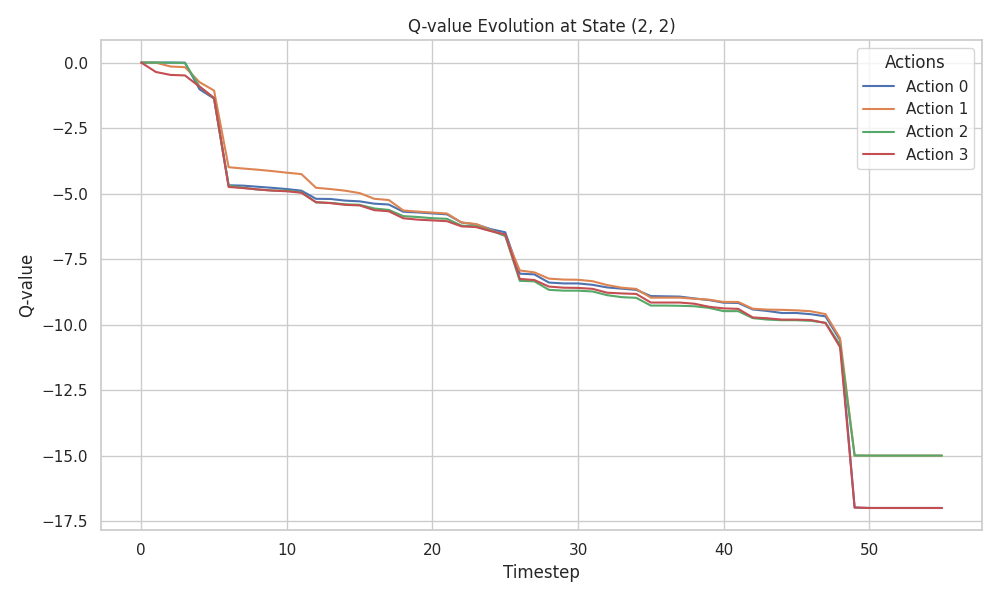 Q-value Evolution at State (2, 2)
Actions
Action 0
Action 1
Action 2
Action 3
0.0
−2.5
−5.0
−7.5
−10.0
−12.5
−15.0
−17.5
Q-value
0
10
20
30
40
50
Timestep